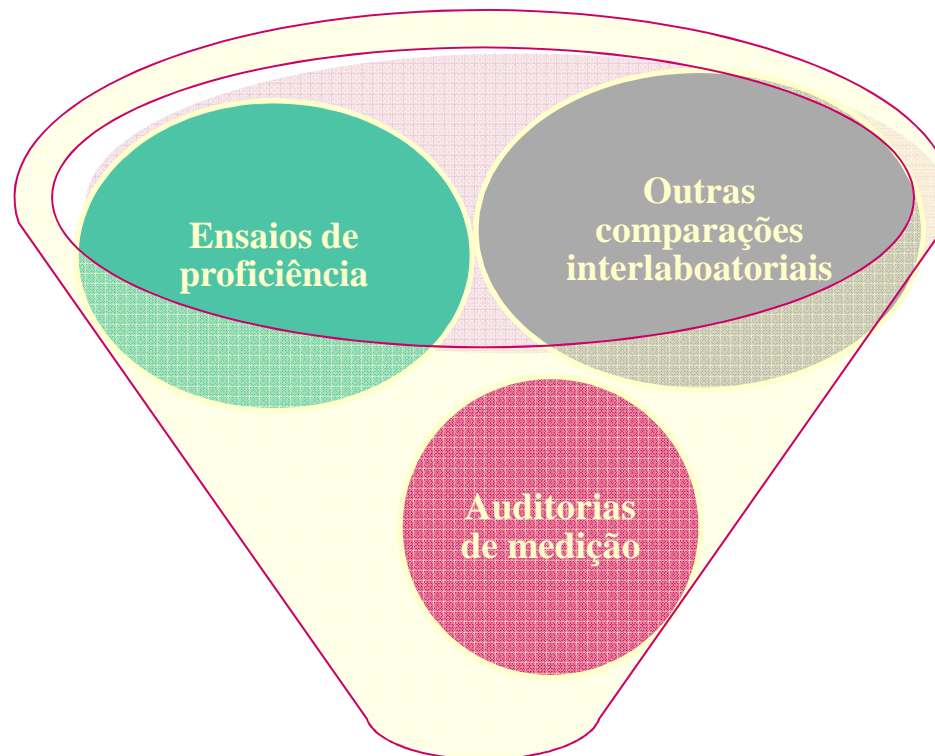 Ensaios de
proficiência
Outras
comparações
interlaboatoriais
Auditorias
de medição